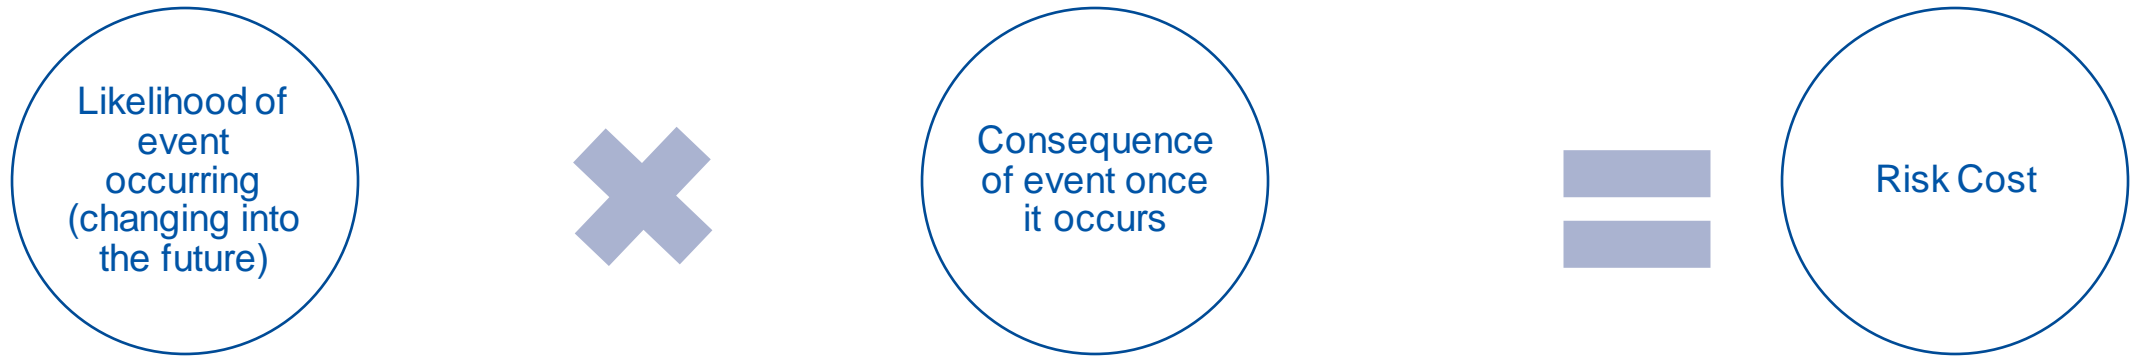 Likelihood of
event
occurring
(changing into
the future)
Consequence
of event once
it occurs
Risk Cost